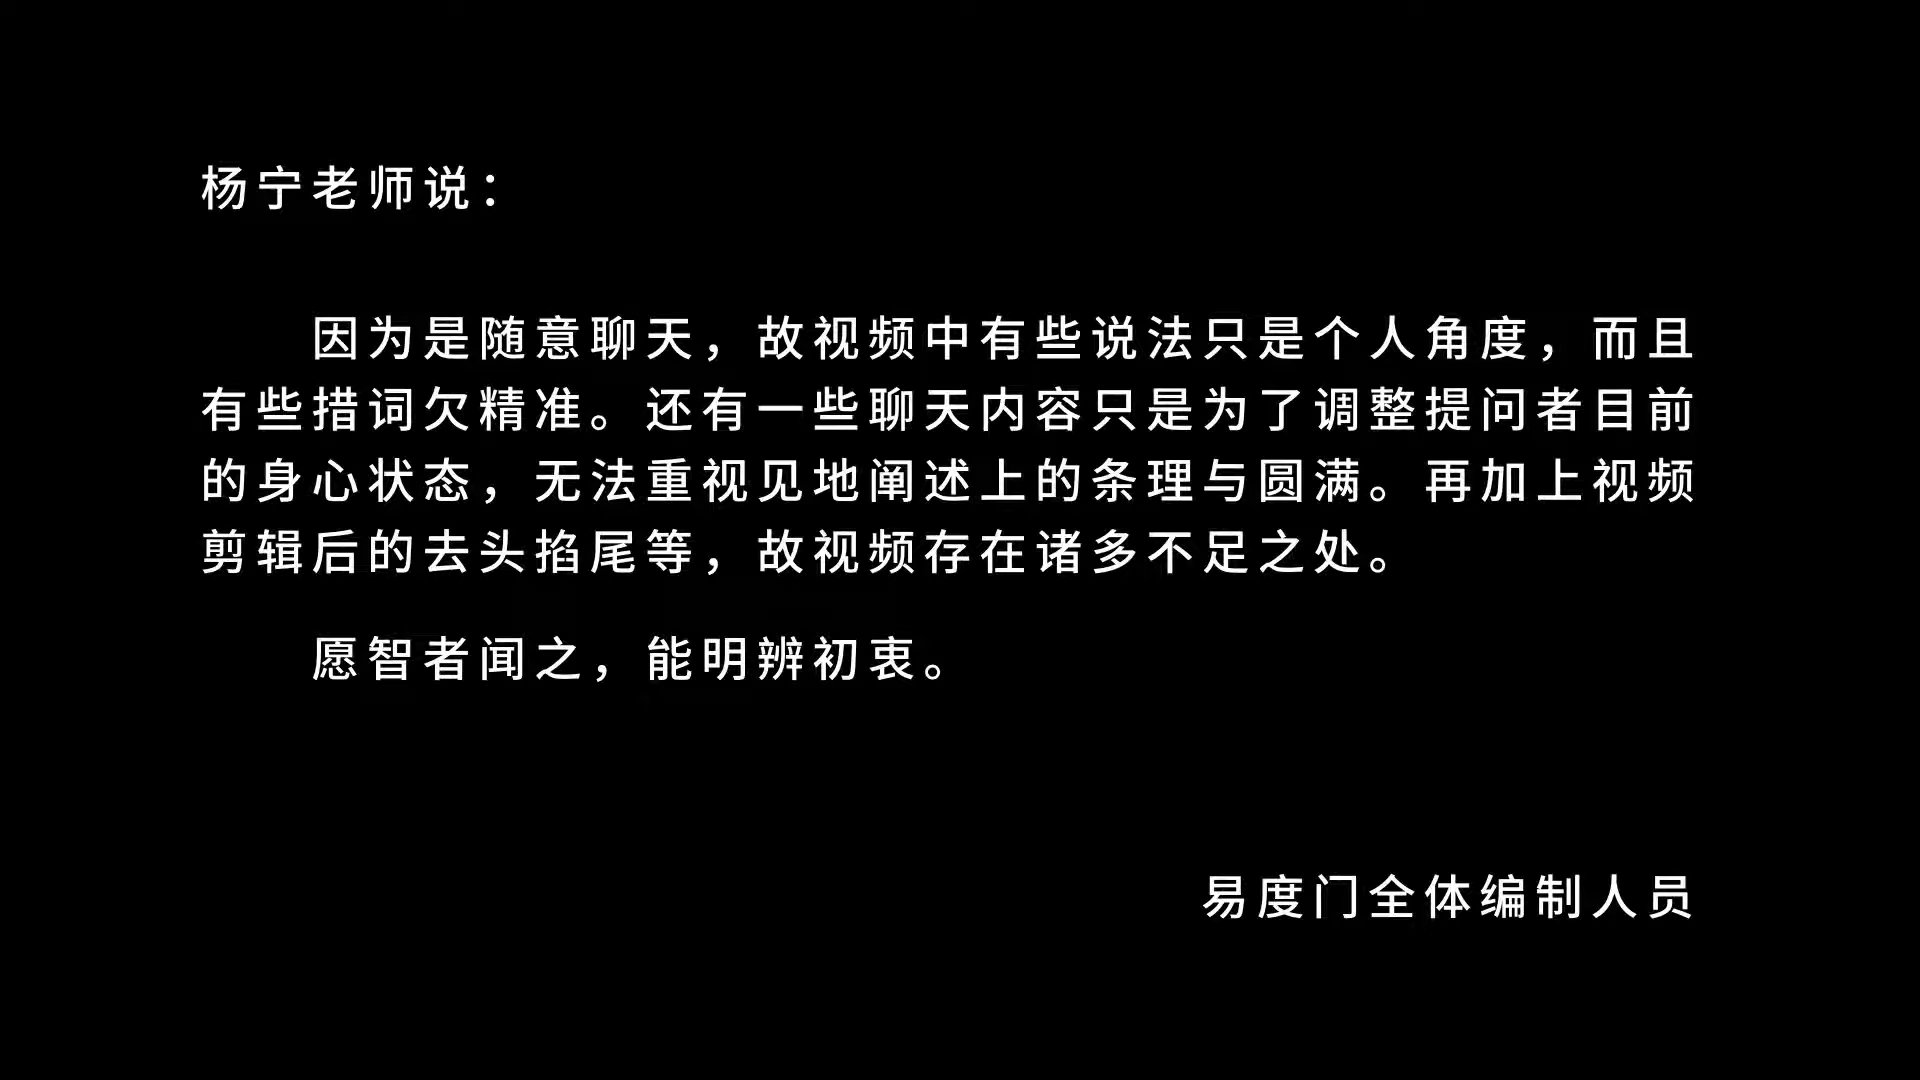 杨宁老师说：
因为是随意聊天，故视频中有些说法只是个人角度，而且
有些措词欠精准。还有一些聊天内容只是为了调整提问者目前
的身心状态，无法重视见地阐述上的条理与圆满。再加上视频
剪辑后的去头掐尾等，故视频存在诸多不足之处。
愿智者闻之，能明辨初衷。
易度门全体编制人员